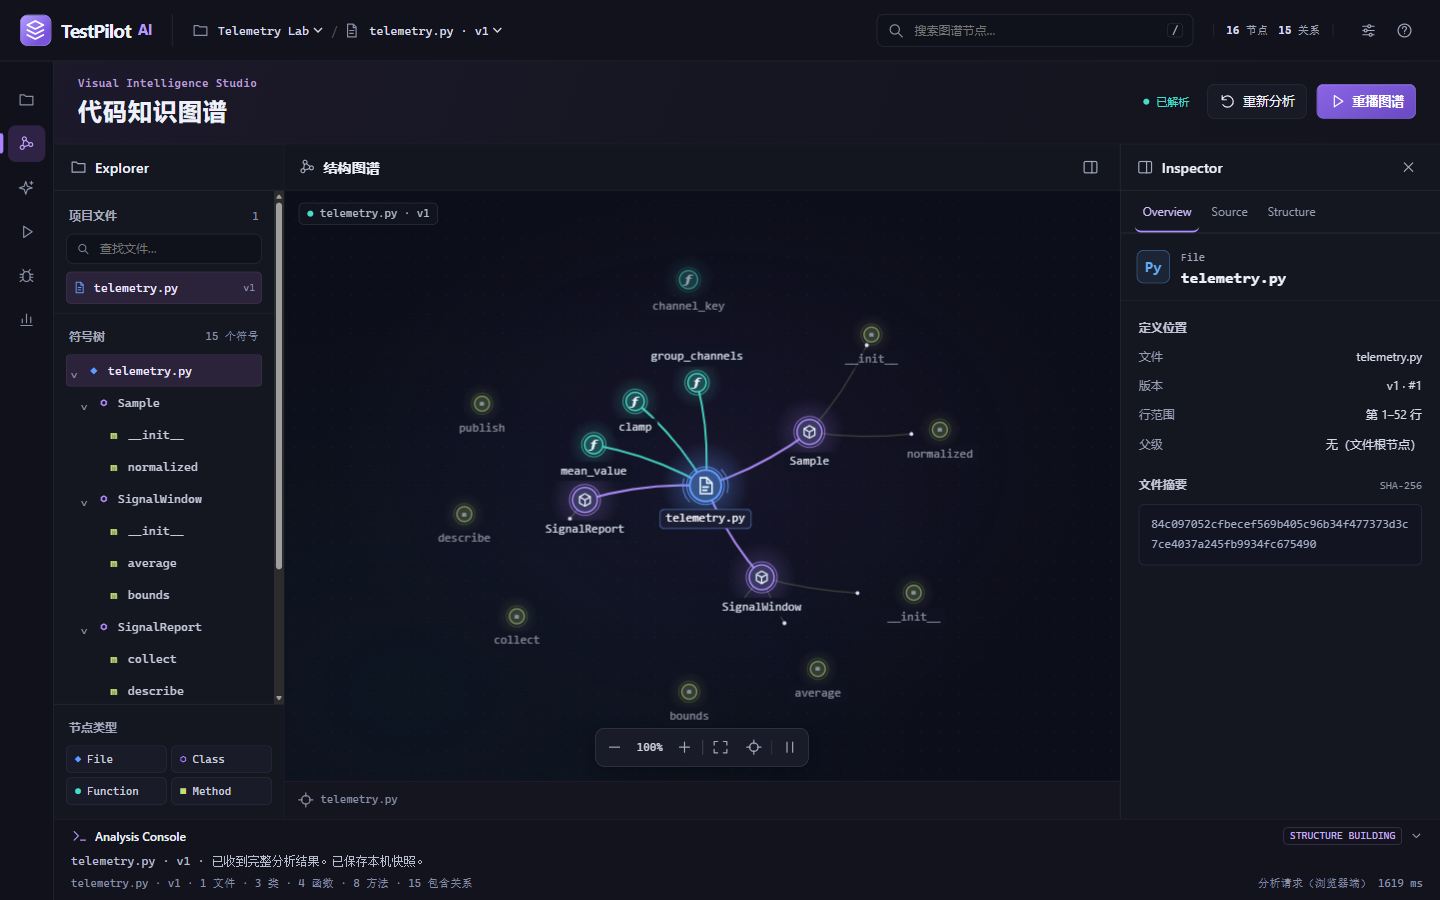 TestPilot AI
Telemetry Lab / telemetry.py · v1
搜索图谱节点... /
16 节点 15 关系
Visual Intelligence Studio
代码知识图谱
已解析
重新分析
重播图谱
Explorer
项目文件 1
查找文件...
telemetry.py v1
符号树 15 个符号
telemetry.py
Sample
__init__
normalized
SignalWindow
__init__
average
bounds
SignalReport
collect
describe
节点类型
File
Class
Function
Method
结构图谱
telemetry.py · v1
channel_key
__init__
group_channels
publish
clamp
normalized
Sample
mean_value
telemetry.py
SignalReport
describe
SignalWindow
__init__
collect
average
bounds
100%
telemetry.py
Inspector
Overview Source Structure
Py
File
telemetry.py
定义位置
文件 telemetry.py
版本 v1 · #1
行范围 第 1–52 行
父级 无（文件根节点）
文件摘要 SHA-256
84c097052cfbecef569b405c96b34f477373d3c
7ce4037a245fb9934fc675490
Analysis Console
STRUCTURE BUILDING
telemetry.py · v1 · 已收到完整分析结果。已保存本机快照。
telemetry.py · v1 · 1 文件 · 3 类 · 4 函数 · 8 方法 · 15 包含关系
分析请求（浏览器端） 1619 ms